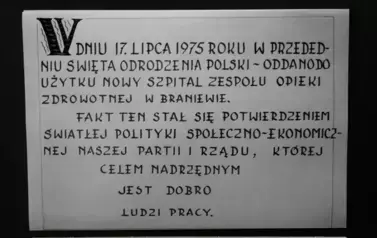 W DNIU 17. LIPCA 1975 ROKU W PRZEDED-
NIU ŚWIĘTA ODRODZENIA POLSKI - ODDANO DO
UŻYTKU NOWY SZPITAL ZESPOŁU OPIEKI
ZDROWOTNEJ W BRANIEWIE.
FAKT TEN STAŁ SIĘ POTWIERDZENIEM
ŚWIATŁEJ POLITYKI SPOŁECZNO-EKONOMICZ-
NEJ NASZEJ PARTII I RZĄDU, KTÓREJ
CELEM NADRZĘDNYM
JEST DOBRO
LUDZI PRACY.